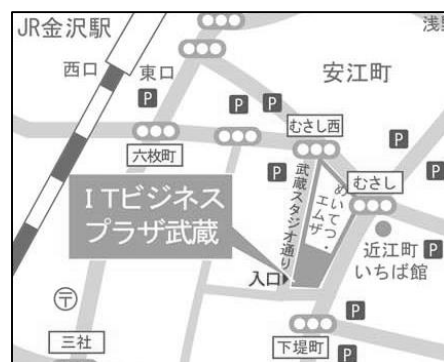 JR金沢駅
西口
東口
P
浅
安江町
P
P
むさし西
六枚町
P
P
むさし
ITビジネス
プラザ武蔵
武蔵スタジオ通り
めいてつ・
エムザ
近江町
いちば館
P
入口
〒
P
三社
下堤町
P
P